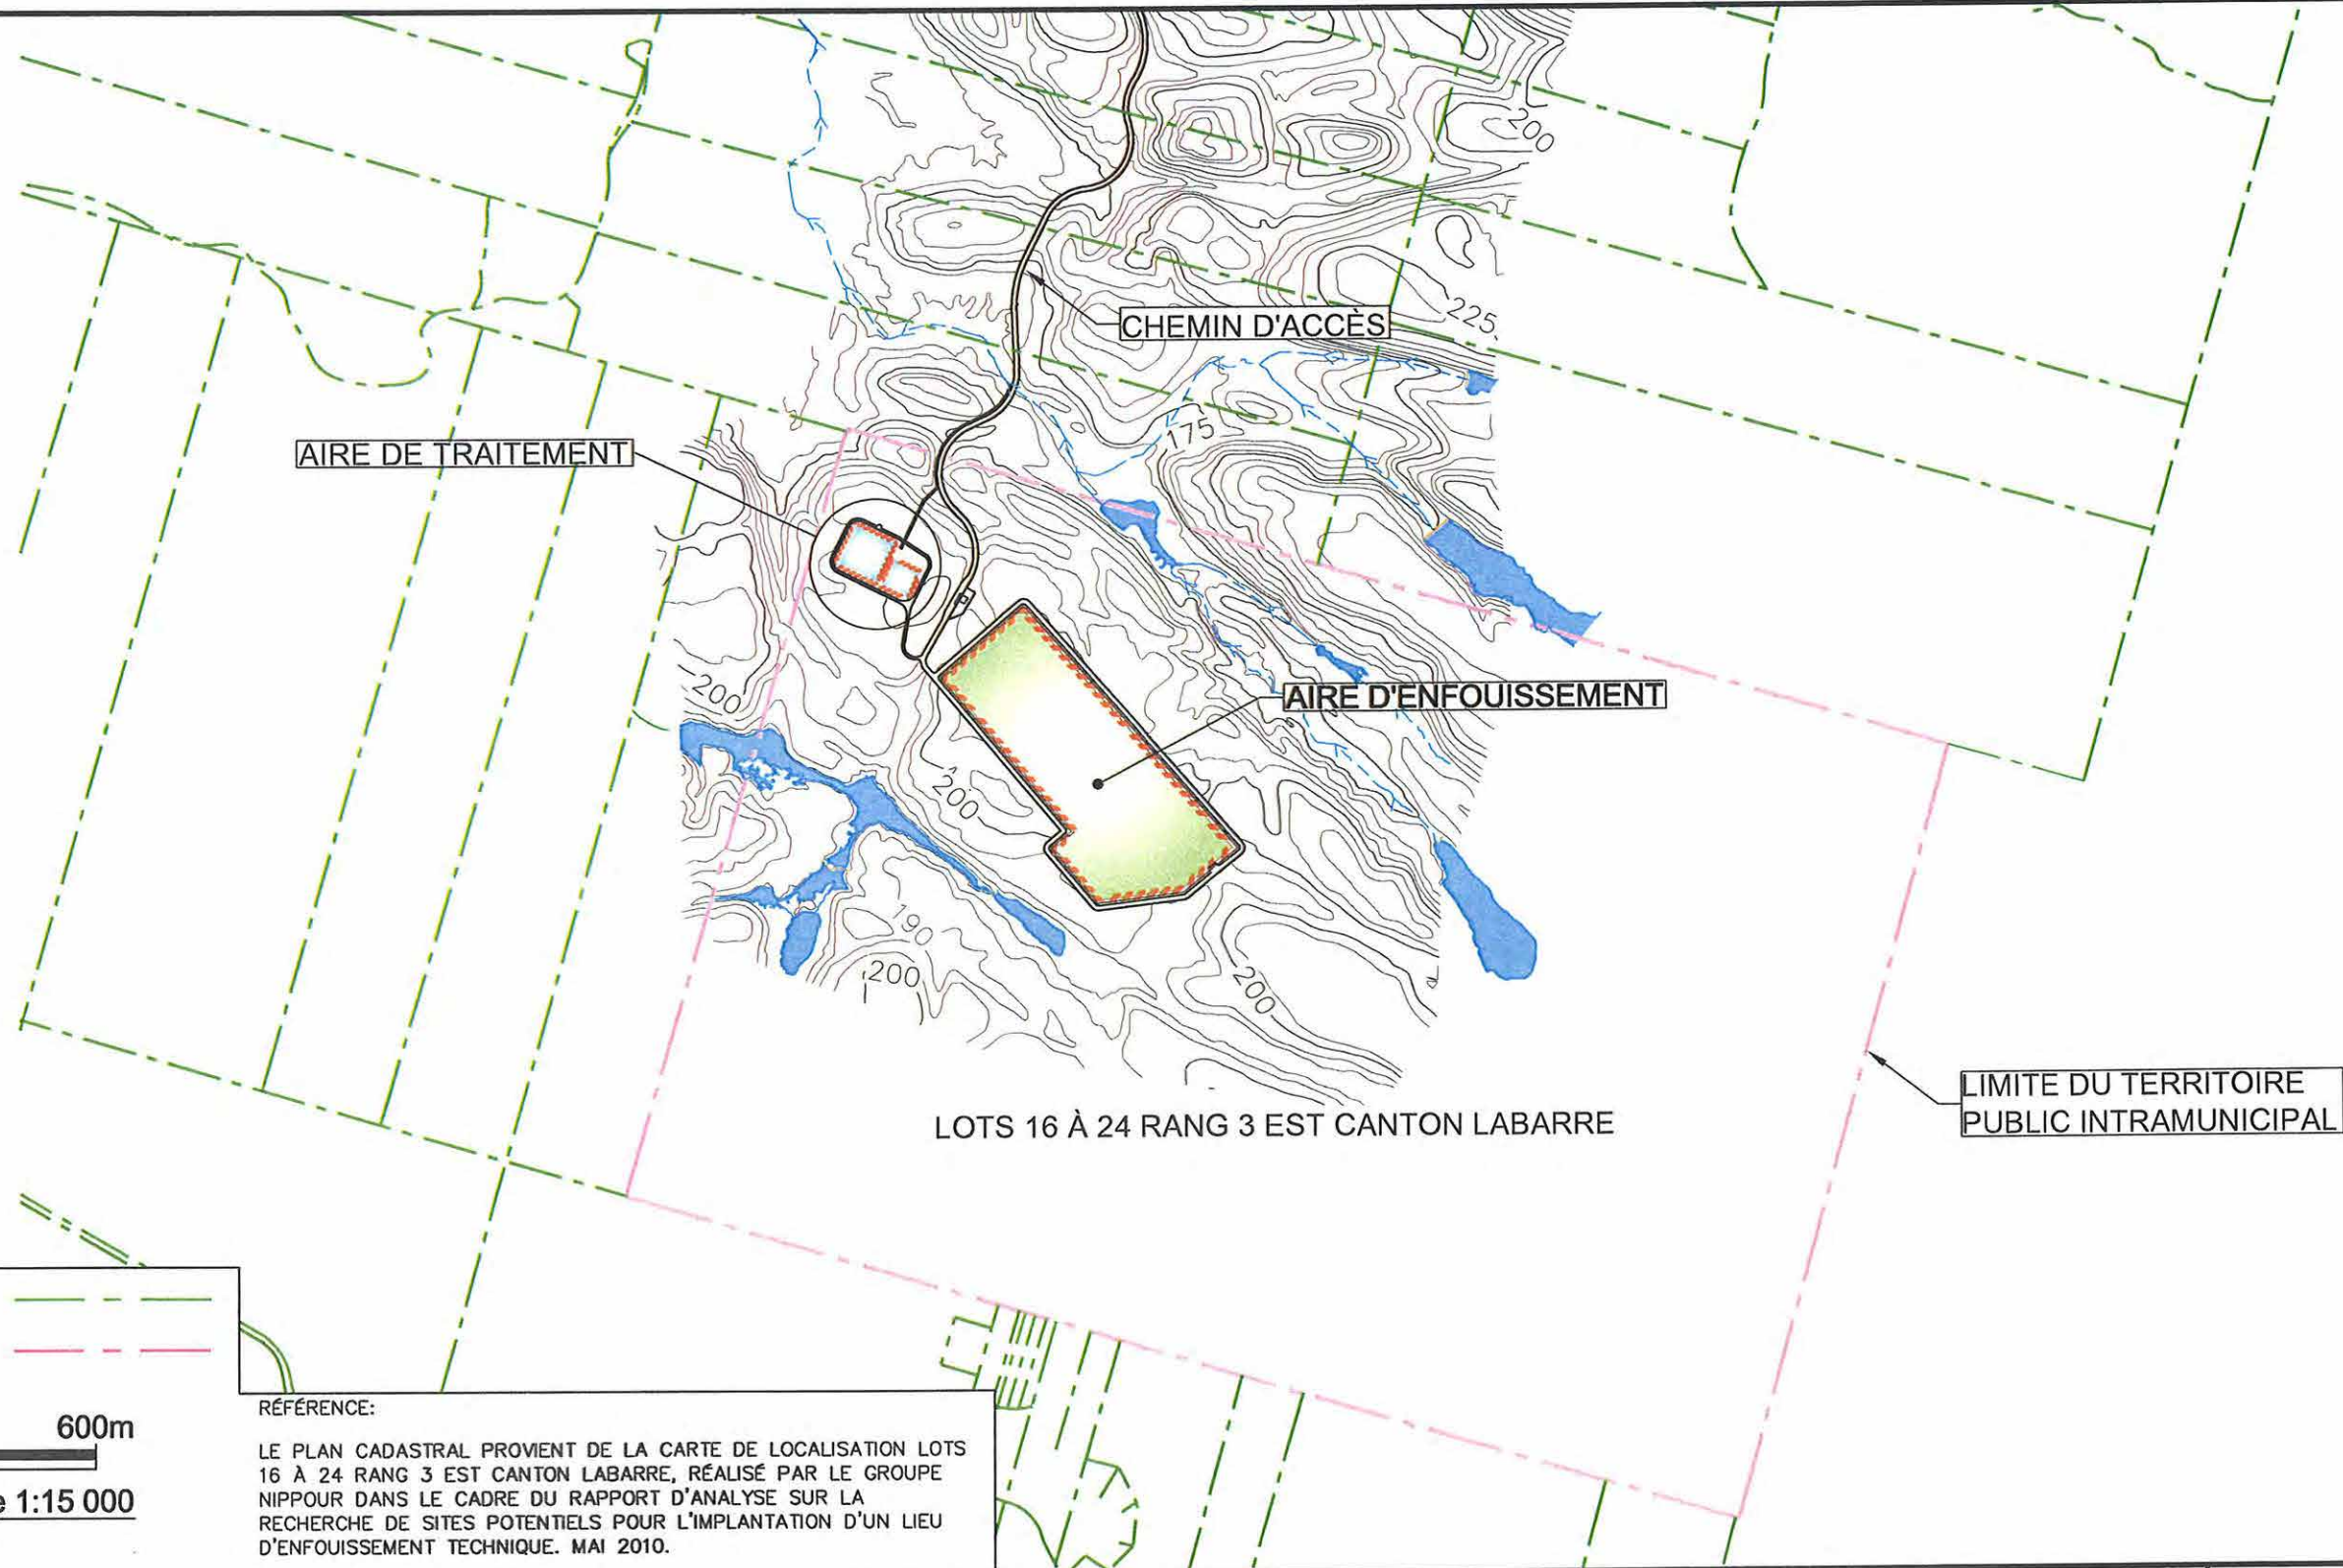 200
225
CHEMIN D'ACCÈS
175
AIRE DE TRAITEMENT
200
AIRE D'ENFOUISSEMENT
200
190
200
200
LIMITE DU TERRITOIRE
PUBLIC INTRAMUNICIPAL
LOTS 16 À 24 RANG 3 EST CANTON LABARRE
600m
1:15 000
RÉFÉRENCE:
LE PLAN CADASTRAL PROVIENT DE LA CARTE DE LOCALISATION LOTS
16 À 24 RANG 3 EST CANTON LABARRE, RÉALISÉ PAR LE GROUPE
NIPPOUR DANS LE CADRE DU RAPPORT D'ANALYSE SUR LA
RECHERCHE DE SITES POTENTIELS POUR L'IMPLANTATION D'UN LIEU
D'ENFOUISSEMENT TECHNIQUE. MAI 2010.